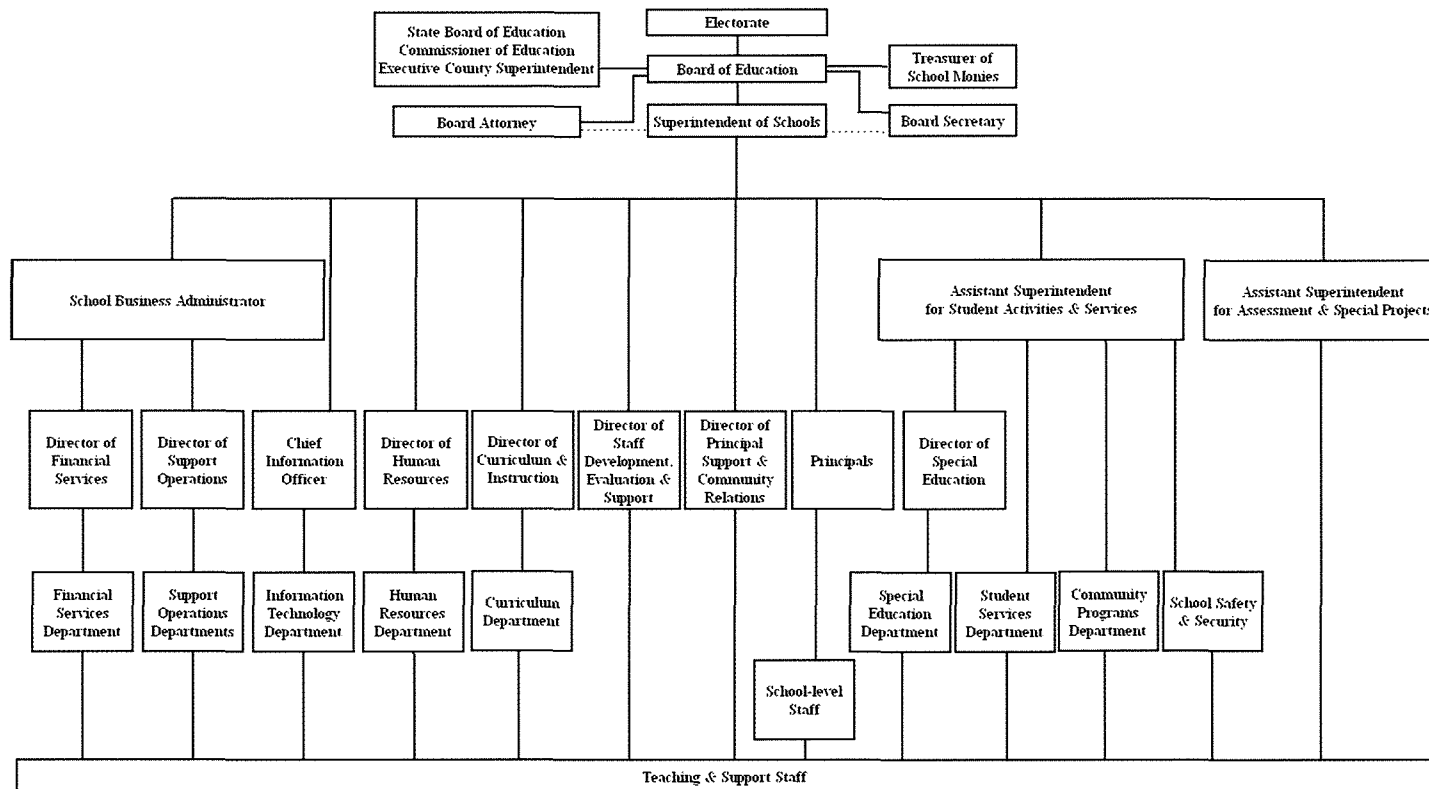 Electorate
State Board of Education
Commissioner of Education
Executive County Superintendent
Board of Education
Treasurer of
School Monies
Board Attorney
Superintendent of Schools
Board Secretary
School Business Administrator
Assistant Superintendent
for Student Activities & Services
Assistant Superintendent
for Assessment & Special Projects
Director of
Financial
Services
Director of
Support
Operations
Chief
Information
Officer
Director of
Human
Resources
Director of
Curriculum &
Instruction
Director of
Staff
Development,
Evaluation &
Support
Director of
Principal
Support &
Community
Relations
Principals
Director of
Special
Education
Financial
Services
Department
Support
Operations
Departments
Information
Technology
Department
Human
Resources
Department
Curriculum
Department
Special
Education
Department
Student
Services
Department
Community
Programs
Department
School Safety
& Security
School-level
Staff
Teaching & Support Staff